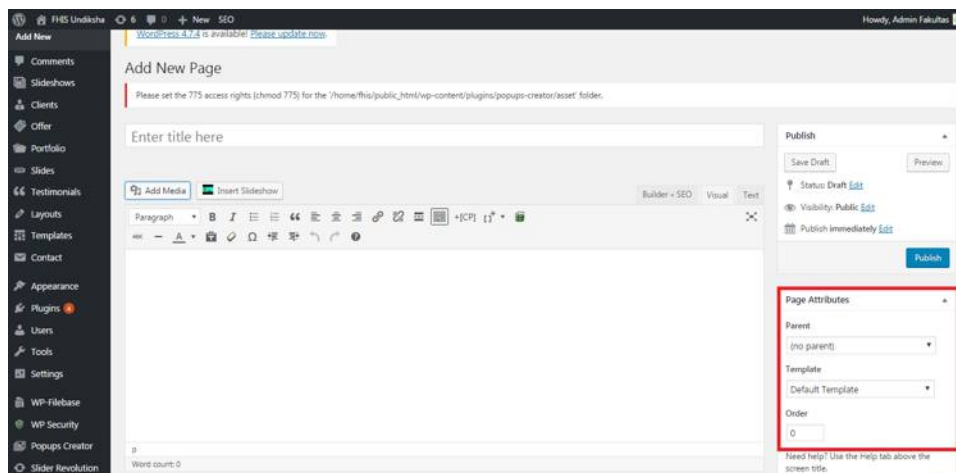 FHIS Undiksha 6 0 New SEO Howdy, Admin Fakultas
Add New
Comments
Slideshows
Clients
Offer
Portfolio
Slides
Testimonials
Layouts
Templates
Contact
Appearance
Plugins
Users
Tools
Settings
WP-Filebase
WP Security
Popups Creator
Slider Revolution
WordPress 4.7.4 is available! Please update now.
Add New Page
Please set the 775 access rights (chmod 775) for the '/home/fhis/public_html/wp-content/plugins/popups-creator/asset' folder.
Enter title here
Add Media Insert Slideshow
Builder + SEO Visual Text
Paragraph B I +[CP]
ABC A Ω
p
Word count: 0
Publish
Save Draft Preview
Status: Draft Edit
Visibility: Public Edit
Publish immediately Edit
Publish
Page Attributes
Parent
(no parent)
Template
Default Template
Order
0
Need help? Use the Help tab above the
screen title.